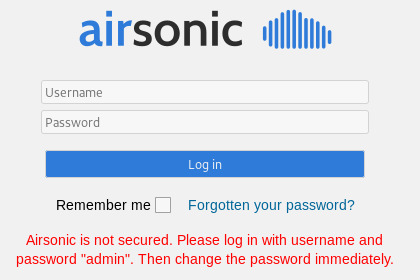 airsonic
Username
Password
Log in
Remember me Forgotten your password?
Airsonic is not secured. Please log in with username and
password "admin". Then change the password immediately.